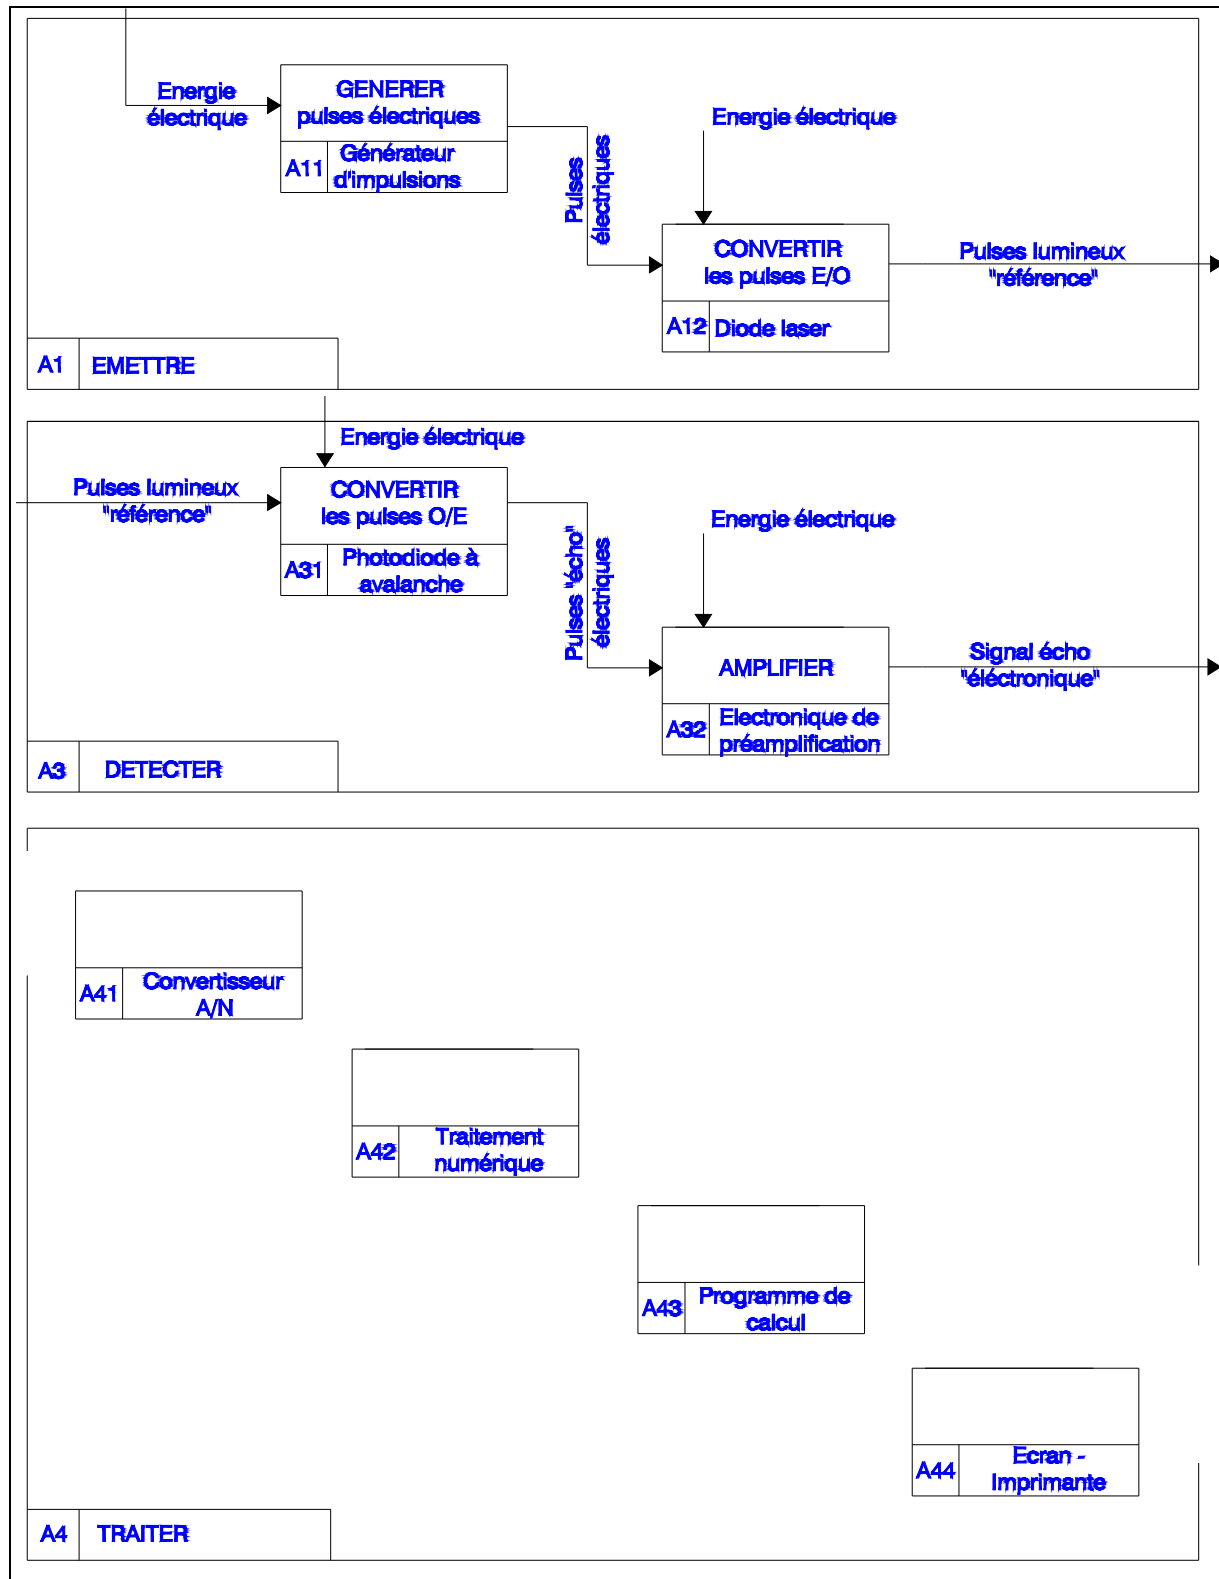 Energie
électrique
GENERER
pulses électriques
A11
Générateur
d'impulsions
Pulses
électriques
Energie électrique
CONVERTIR
les pulses E/O
A12
Diode laser
Pulses lumineux
"référence"
A1
EMETTRE
Energie électrique
Pulses lumineux
"référence"
CONVERTIR
les pulses O/E
A31
Photodiode à
avalanche
Pulses "écho"
électriques
Energie électrique
AMPLIFIER
A32
Electronique de
préamplification
Signal écho
"éléctronique"
A3
DETECTER
A41
Convertisseur
A/N
A42
Traitement
numérique
A43
Programme de
calcul
A44
Ecran -
Imprimante
A4
TRAITER